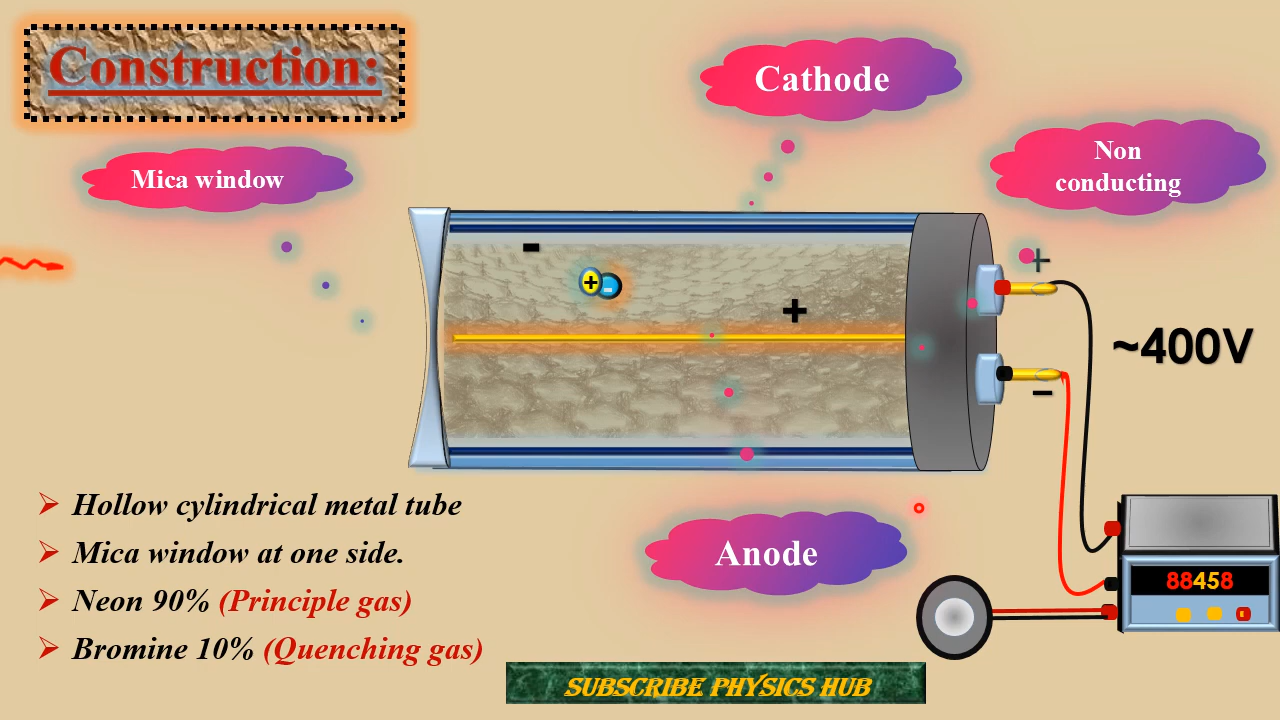 Construction:
Cathode
Non
conducting
Mica window
-
+
-
+
+
~400V
-
Hollow cylindrical metal tube
Mica window at one side.
Neon 90% (Principle gas)
Anode
88458
Bromine 10% (Quenching gas)
SUBSCRIBE PHYSICS HUB